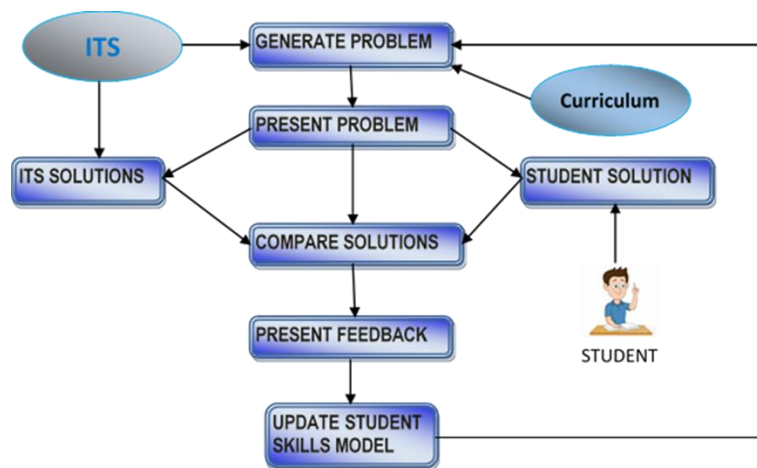 ITS
GENERATE PROBLEM
Curriculum
PRESENT PROBLEM
ITS SOLUTIONS
STUDENT SOLUTION
COMPARE SOLUTIONS
PRESENT FEEDBACK
STUDENT
UPDATE STUDENT
SKILLS MODEL